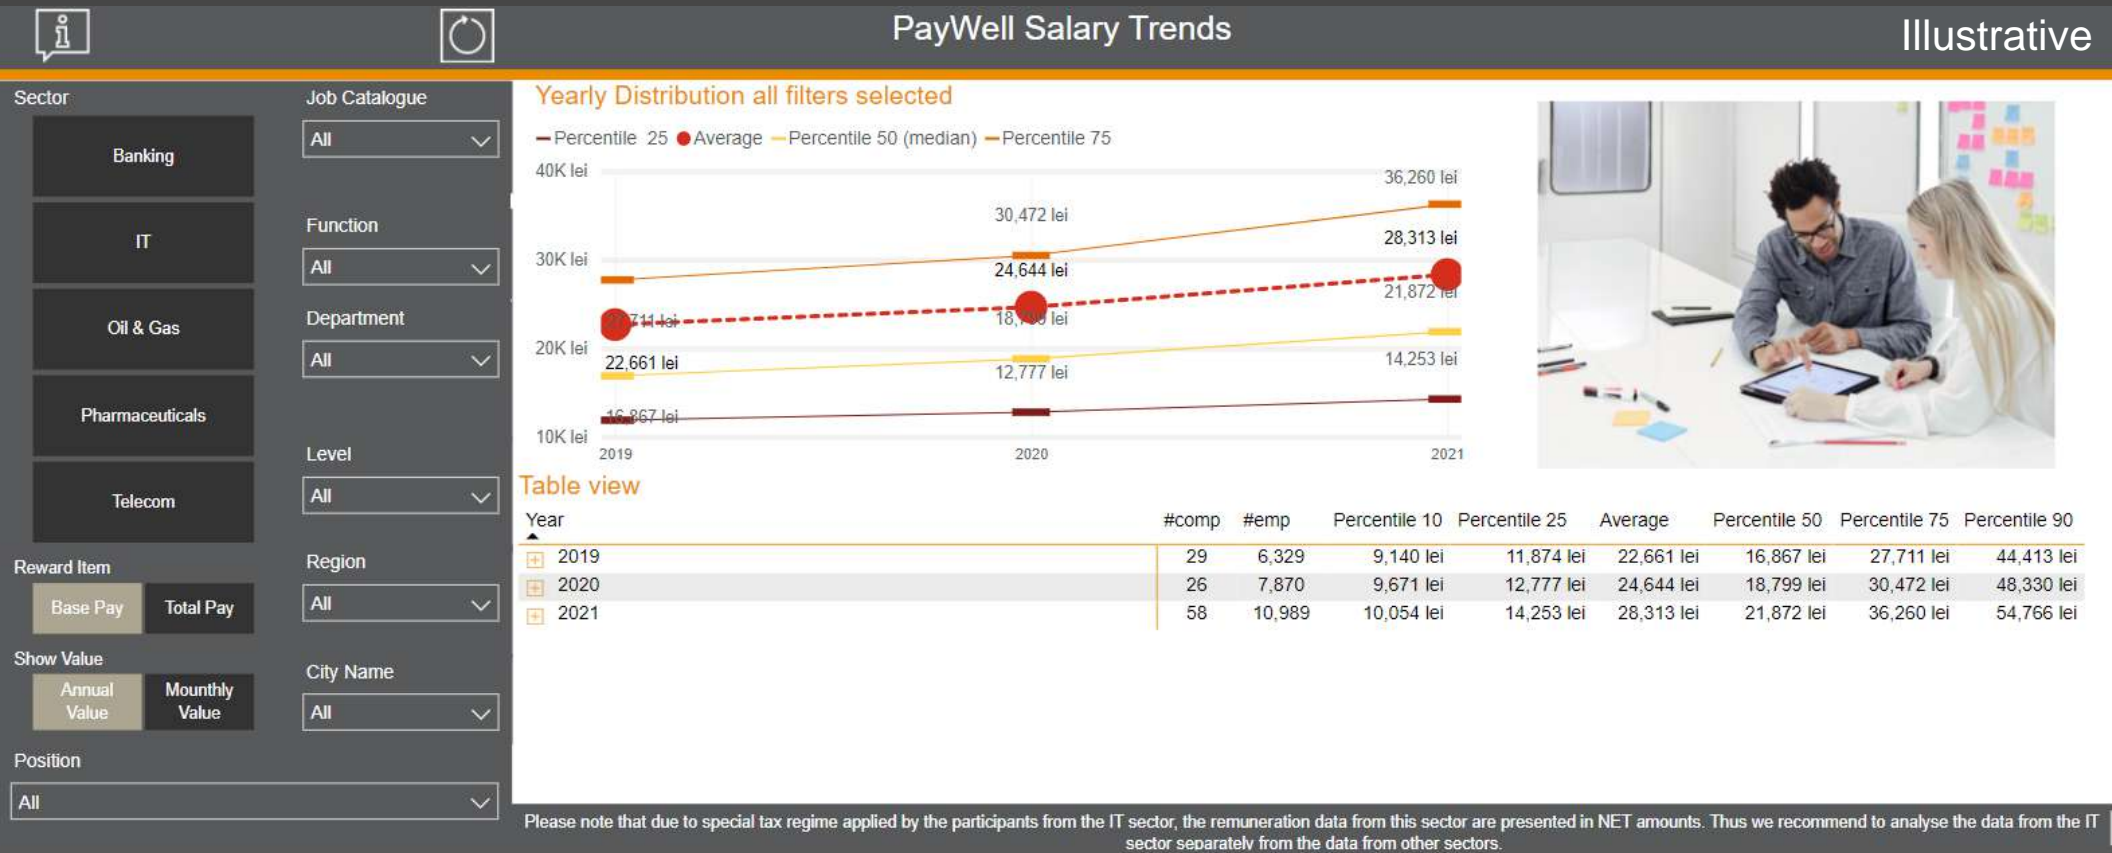 PayWell Salary Trends
Illustrative
Sector
Banking
IT
Oil & Gas
Pharmaceuticals
Telecom
Reward Item
Base Pay
Total Pay
Show Value
Annual
Value
Mounthly
Value
Position
All
Job Catalogue
All
Function
All
Department
All
Level
All
Region
All
City Name
All
Yearly Distribution all filters selected
Percentile 25 Average Percentile 50 (median) Percentile 75
40K lei
30K lei
20K lei
10K lei
36,260 lei
30,472 lei
28,313 lei
24,644 lei
21,872 lei
27,711 lei
18,799 lei
22,661 lei
14,253 lei
12,777 lei
16,867 lei
2019 2020 2021
Table view
Year #comp #emp Percentile 10 Percentile 25 Average Percentile 50 Percentile 75 Percentile 90
2019 29 6,329 9,140 lei 11,874 lei 22,661 lei 16,867 lei 27,711 lei 44,413 lei
2020 26 7,870 9,671 lei 12,777 lei 24,644 lei 18,799 lei 30,472 lei 48,330 lei
2021 58 10,989 10,054 lei 14,253 lei 28,313 lei 21,872 lei 36,260 lei 54,766 lei
Please note that due to special tax regime applied by the participants from the IT sector, the remuneration data from this sector are presented in NET amounts. Thus we recommend to analyse the data from the IT
sector separately from the data from other sectors.